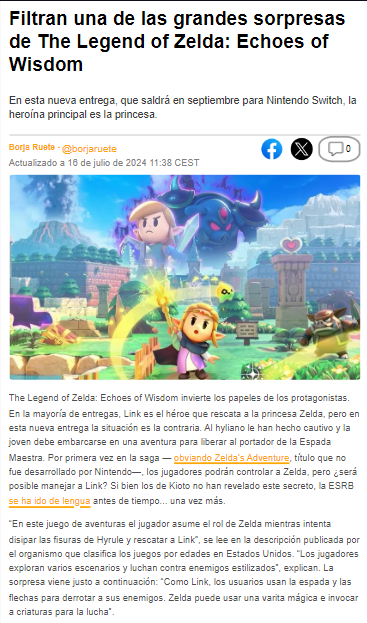 Filtran una de las grandes sorpresas
de The Legend of Zelda: Echoes of
Wisdom
En esta nueva entrega, que saldrá en septiembre para Nintendo Switch, la
heroína principal es la princesa.
Borja Ruete - @borjaruete
Actualizado a 16 de julio de 2024 11:38 CEST
0
The Legend of Zelda: Echoes of Wisdom invierte los papeles de los protagonistas.
En la mayoría de entregas, Link es el héroe que rescata a la princesa Zelda, pero en
esta nueva entrega la situación es la contraria. Al hyliano le han hecho cautivo y la
joven debe embarcarse en una aventura para liberar al portador de la Espada
Maestra. Por primera vez en la saga — obviando Zelda's Adventure, título que no
fue desarrollado por Nintendo—, los jugadores podrán controlar a Zelda, pero ¿será
posible manejar a Link? Si bien los de Kioto no han revelado este secreto, la ESRB
se ha ido de lengua antes de tiempo... una vez más.
“En este juego de aventuras el jugador asume el rol de Zelda mientras intenta
disipar las fisuras de Hyrule y rescatar a Link”, se lee en la descripción publicada por
el organismo que clasifica los juegos por edades en Estados Unidos. “Los jugadores
exploran varios escenarios y luchan contra enemigos estilizados”, explican. La
sorpresa viene justo a continuación: “Como Link, los usuarios usan la espada y las
flechas para derrotar a sus enemigos. Zelda puede usar una varita mágica e invocar
a criaturas para la lucha”.